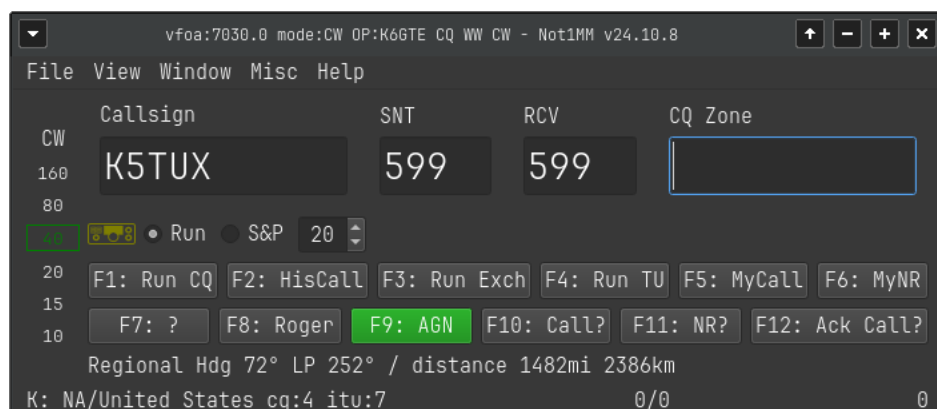 vfoa:7030.0 mode:CW OP:K6GTE CQ WW CW - Not1MM v24.10.8
File View Window Misc Help
Callsign SNT RCV CQ Zone
CW
K5TUX 599 599
160
80
40 Run S&P 20
20 F1: Run CQ F2: HisCall F3: Run Exch F4: Run TU F5: MyCall F6: MyNR
15
10 F7: ? F8: Roger F9: AGN F10: Call? F11: NR? F12: Ack Call?
Regional Hdg 72° LP 252° / distance 1482mi 2386km
K: NA/United States cq:4 itu:7 0/0 0